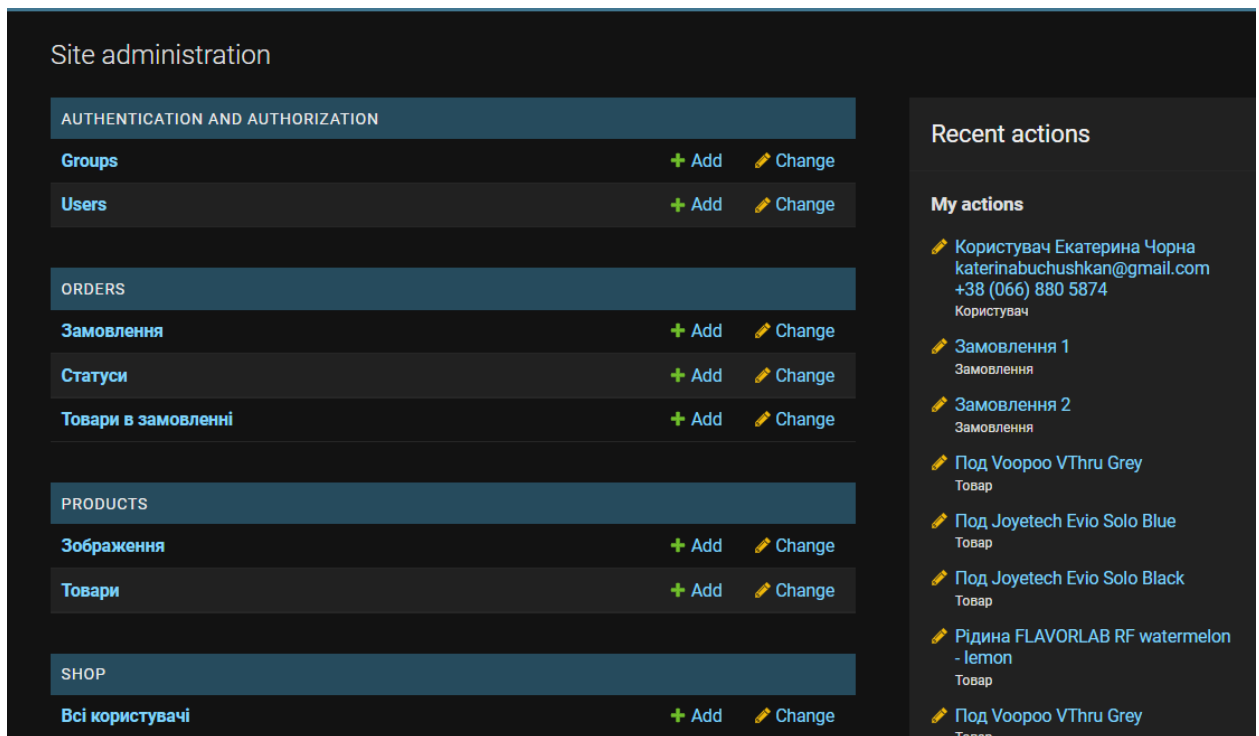 Site administration
AUTHENTICATION AND AUTHORIZATION
Groups Add Change
Users Add Change
ORDERS
Замовлення Add Change
Статуси Add Change
Товари в замовленні Add Change
PRODUCTS
Зображення Add Change
Товари Add Change
SHOP
Всі користувачі Add Change
Recent actions
My actions
Користувач Екатерина Чорна
katerinabuchushkan@gmail.com
+38 (066) 880 5874
Користувач
Замовлення 1
Замовлення
Замовлення 2
Замовлення
Под Voopoo VThru Grey
Товар
Под Joyetech Evio Solo Blue
Товар
Под Joyetech Evio Solo Black
Товар
Рідина FLAVORLAB RF watermelon
- lemon
Товар
Под Voopoo VThru Grey
Товар